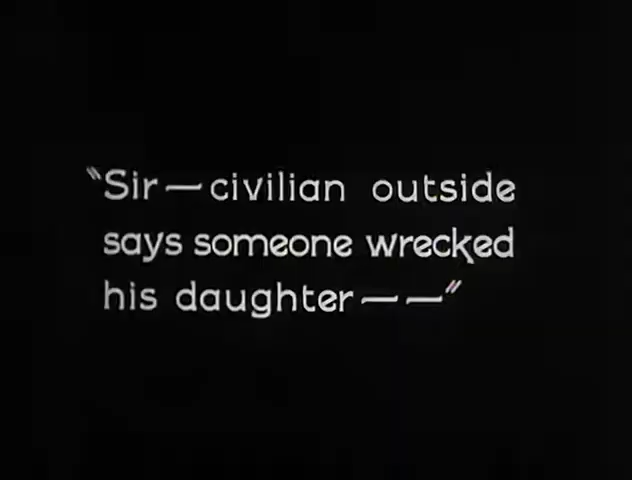 "Sir — civilian outside
says someone wrecked
his daughter — —"